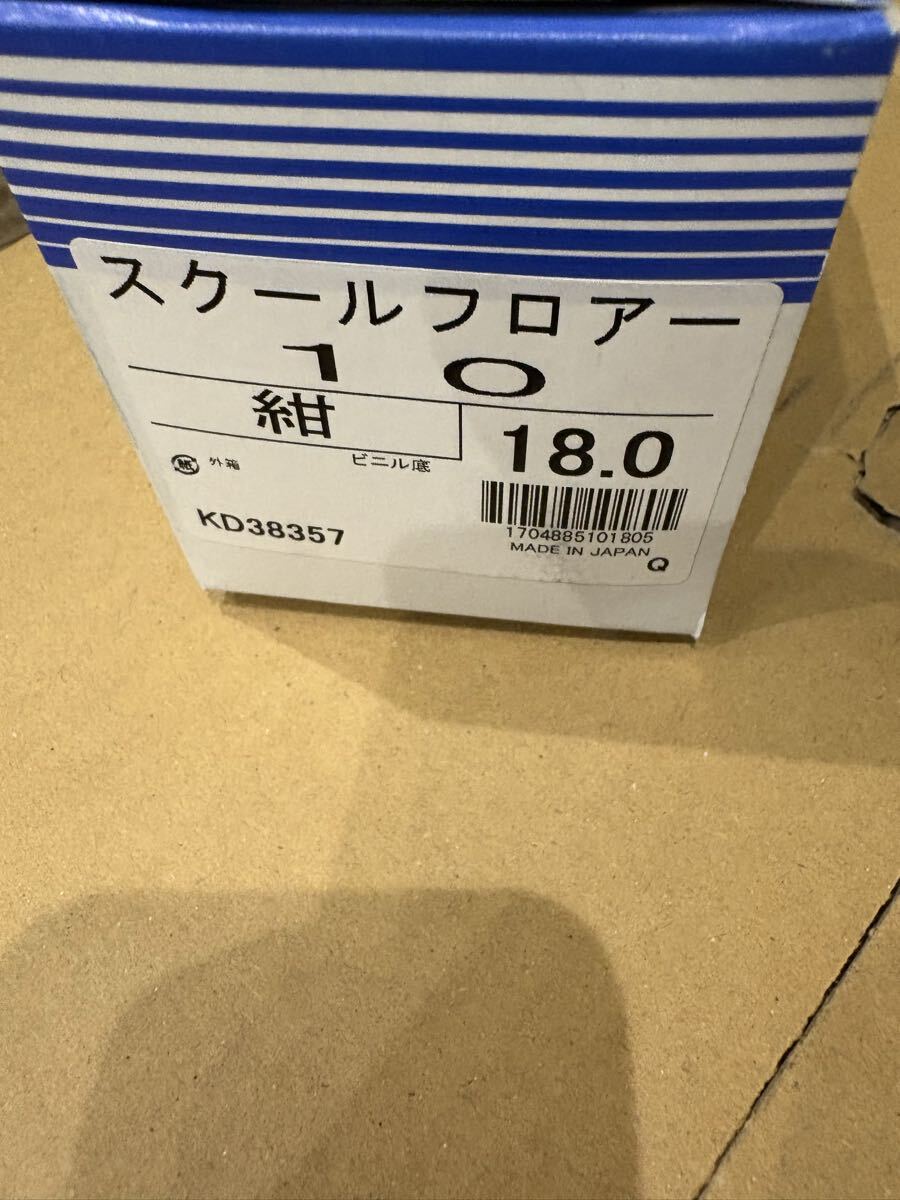 スクールフロアー
10
紺
18.0
紙 外箱 ビニル底
KD38357
1704885101805
MADE IN JAPAN
Q